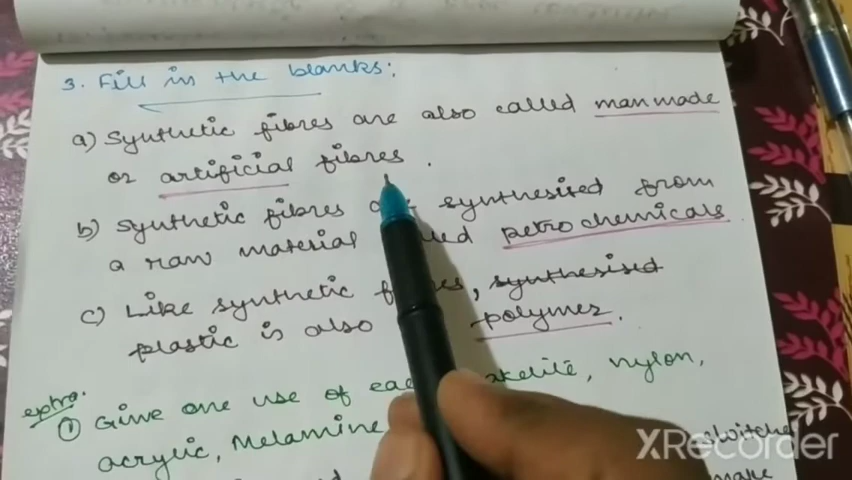 3. Fill in the blanks:
a) Synthetic fibres are also called man made
or artificial fibres.
b) Synthetic fibres synthesised from
a raw material petrochemicals.
c) Like synthetic synthesised
plastic is also polymer.
extra.
① Give one use of nylon,
acrylic, Melamine
XRecorder